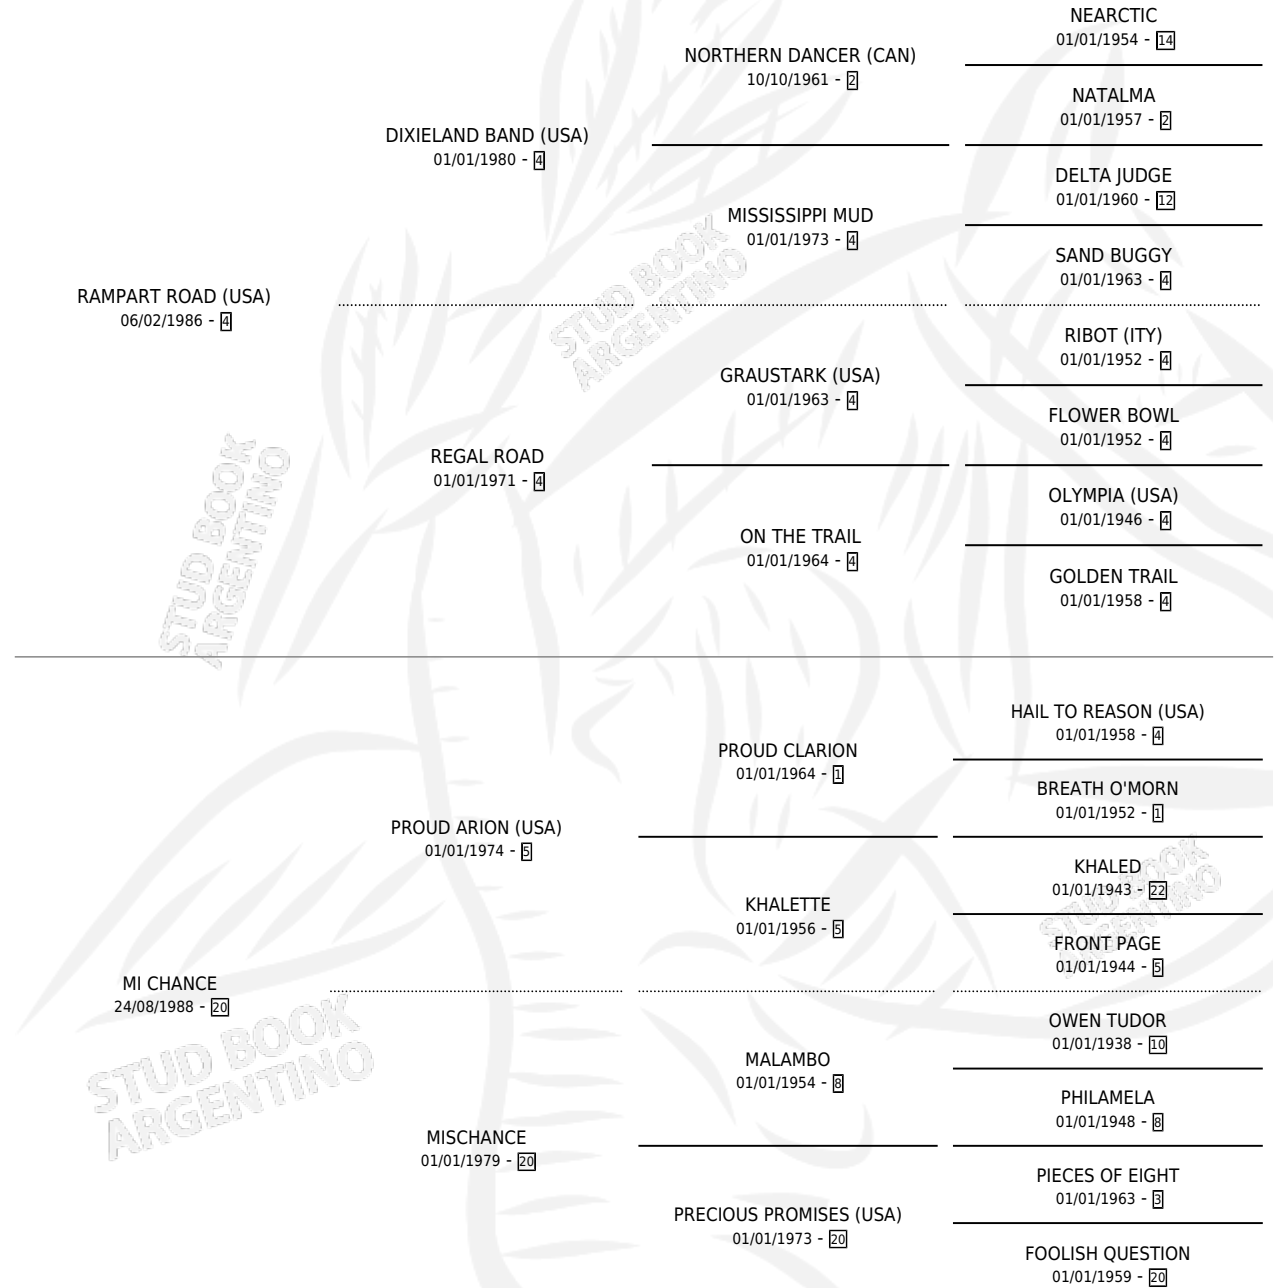 NEARCTIC
01/01/1954 - 14
NORTHERN DANCER (CAN)
10/10/1961 - 2
NATALMA
01/01/1957 - 2
DIXIELAND BAND (USA)
01/01/1980 - 4
DELTA JUDGE
01/01/1960 - 12
MISSISSIPPI MUD
01/01/1973 - 4
SAND BUGGY
01/01/1963 - 4
RAMPART ROAD (USA)
06/02/1986 - 4
RIBOT (ITY)
01/01/1952 - 4
GRAUSTARK (USA)
01/01/1963 - 4
FLOWER BOWL
01/01/1952 - 4
REGAL ROAD
01/01/1971 - 4
OLYMPIA (USA)
01/01/1946 - 4
ON THE TRAIL
01/01/1964 - 4
GOLDEN TRAIL
01/01/1958 - 4
HAIL TO REASON (USA)
01/01/1958 - 4
PROUD CLARION
01/01/1964 - 1
BREATH O'MORN
01/01/1952 - 1
PROUD ARION (USA)
01/01/1974 - 5
KHALED
01/01/1943 - 22
KHALETTE
01/01/1956 - 5
FRONT PAGE
01/01/1944 - 5
MI CHANCE
24/08/1988 - 20
OWEN TUDOR
01/01/1938 - 10
MALAMBO
01/01/1954 - 8
PHILAMELA
01/01/1948 - 8
MISCHANCE
01/01/1979 - 20
PIECES OF EIGHT
01/01/1963 - 3
PRECIOUS PROMISES (USA)
01/01/1973 - 20
FOOLISH QUESTION
01/01/1959 - 20
STUD BOOK
ARGENTINO
STUD BOOK
ARGENTINO
STUD BOOK
ARGENTINO
STUD BOOK
ARGENTINO